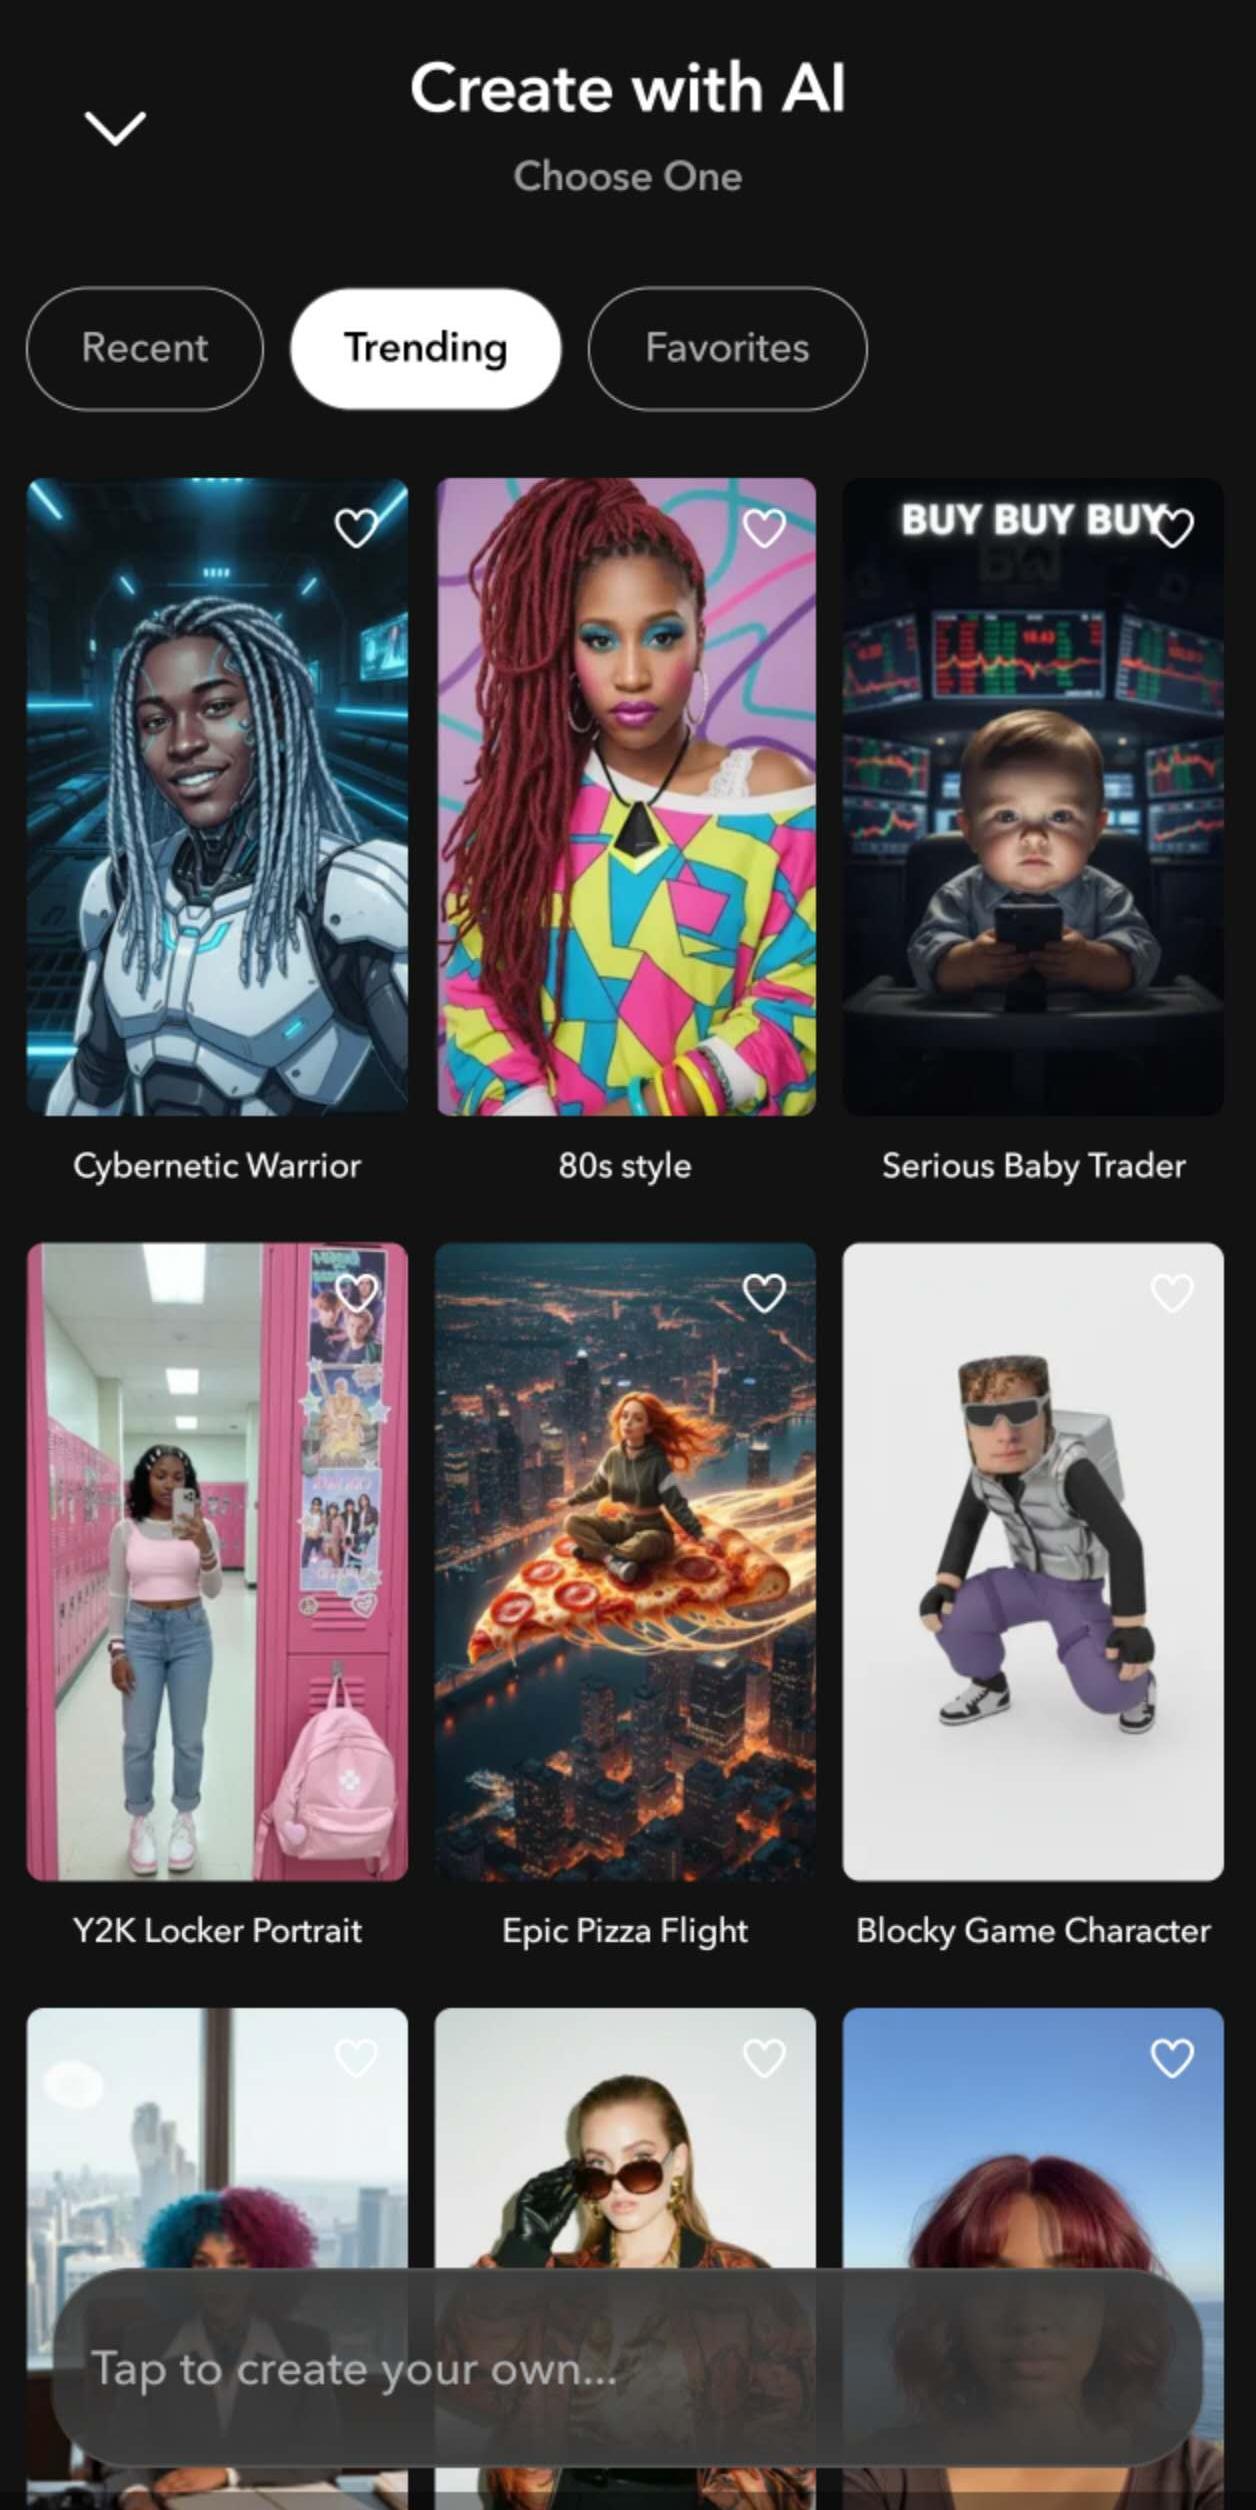 Create with AI
Choose One
Recent
Trending
Favorites
BUY BUY BUY
Cybernetic Warrior
80s style
Serious Baby Trader
Y2K Locker Portrait
Epic Pizza Flight
Blocky Game Character
Tap to create your own...